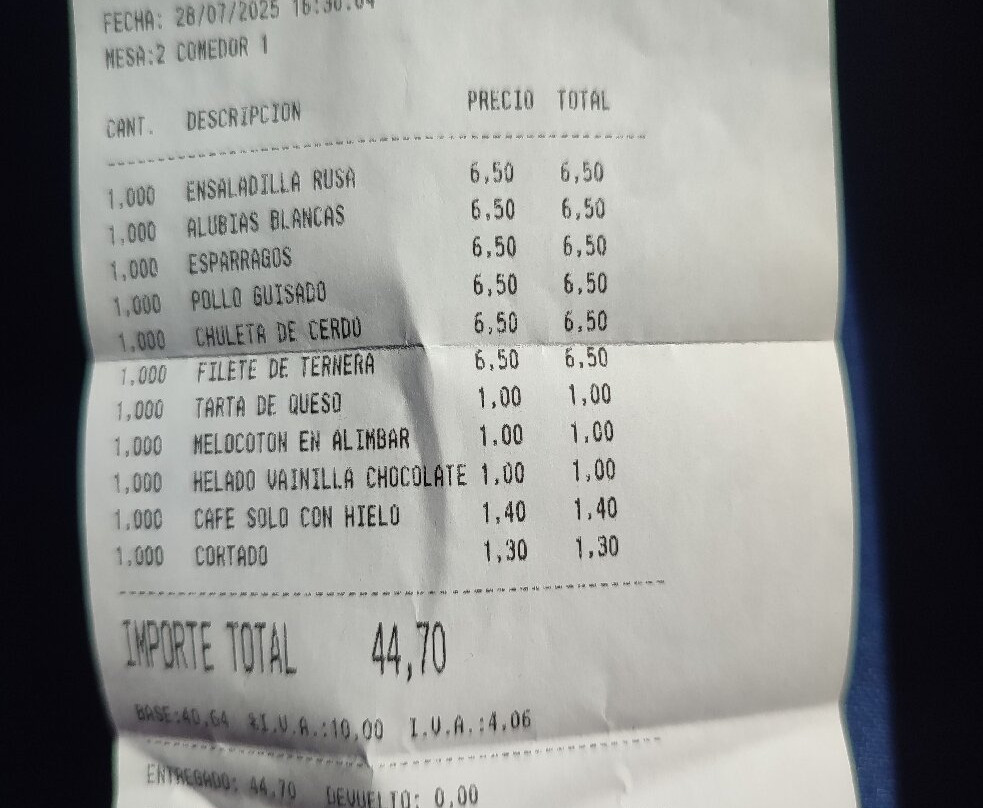 FECHA: 28/07/2025 16:30:04
MESA:2 COMEDOR 1
CANT. DESCRIPCION PRECIO TOTAL
1,000 ENSALADILLA RUSA 6,50 6,50
1,000 ALUBIAS BLANCAS 6,50 6,50
1,000 ESPARRAGOS 6,50 6,50
1,000 POLLO GUISADO 6,50 6,50
1,000 CHULETA DE CERDO 6,50 6,50
1,000 FILETE DE TERNERA 6,50 6,50
1,000 TARTA DE QUESO 1,00 1,00
1,000 MELOCOTON EN ALIMBAR 1,00 1,00
1,000 HELADO VAINILLA CHOCOLATE 1,00 1,00
1,000 CAFE SOLO CON HIELO 1,40 1,40
1,000 CORTADO 1,30 1,30
IMPORTE TOTAL 44,70
BASE:40,64 %I.V.A.:10,00 I.V.A.:4,06
ENTREGADO: 44,70 DEVUELTO: 0,00